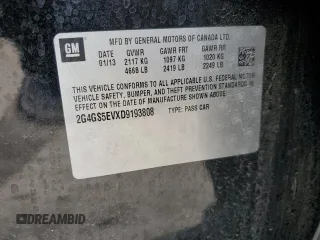 GM
MFD BY GENERAL MOTORS OF CANADA LTD.
DATE GVWR GAWR FRT GAWR RR
01/13 2117 KG 1097 KG 1020 KG
4668 LB 2419 LB 2249 LB
THIS VEHICLE CONFORMS TO ALL APPLICABLE U.S. FEDERAL MOTOR
VEHICLE SAFETY, BUMPER, AND THEFT PREVENTION STANDARDS
IN EFFECT ON THE DATE OF MANUFACTURE SHOWN ABOVE.
2G4GS5EVXD9193808 TYPE: PASS CAR
DREAMBID